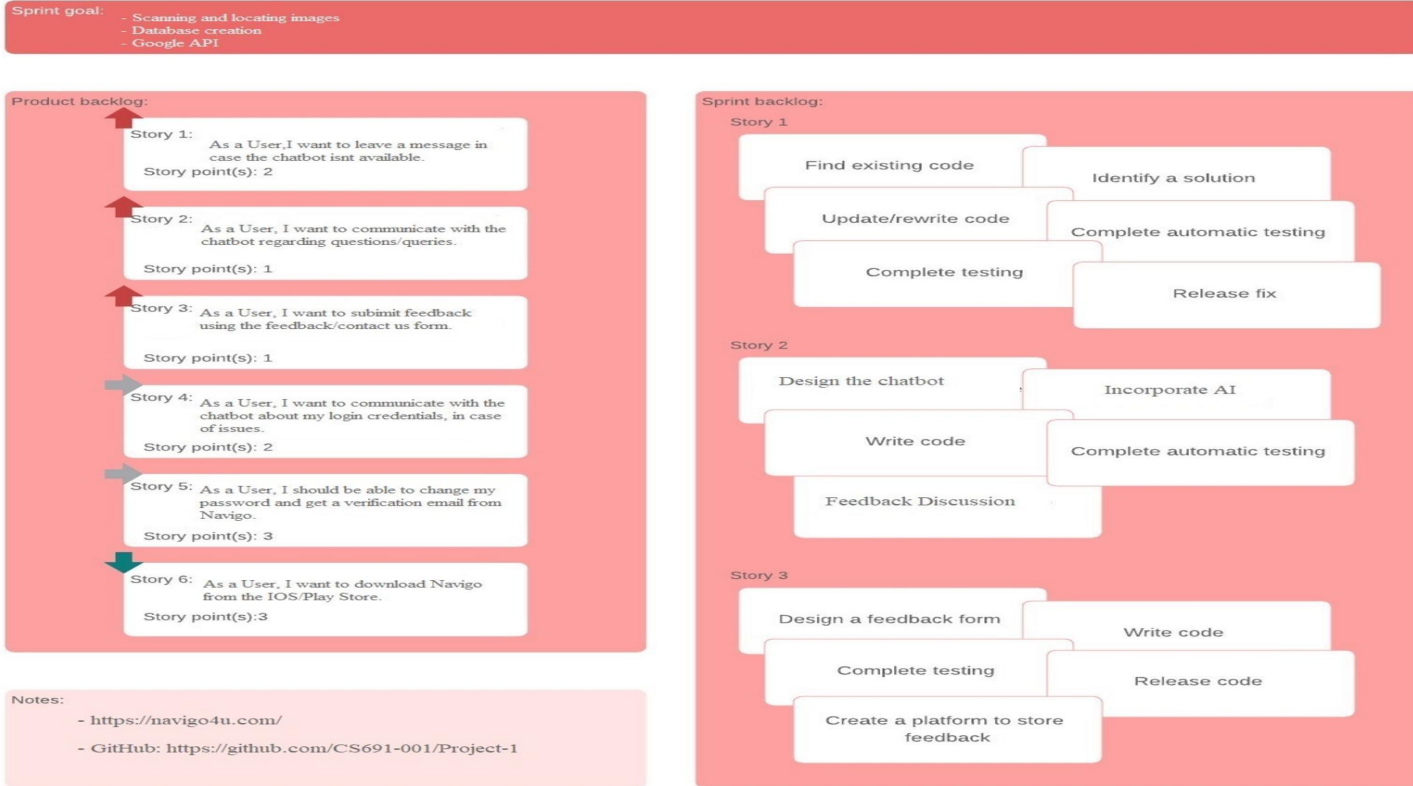 Sprint goal:
- Scanning and locating images
- Database creation
- Google API
Product backlog:
Story 1:
As a User,I want to leave a message in
case the chatbot isnt available.
Story point(s): 2
Story 2:
As a User, I want to communicate with the
chatbot regarding questions/queries.
Story point(s): 1
Story 3:
As a User, I want to subimit feedback
using the feedback/contact us form.
Story point(s): 1
Story 4:
As a User, I want to communicate with the
chatbot about my login credentials, in case
of issues.
Story point(s): 2
Story 5:
As a User, I should be able to change my
password and get a verification email from
Navigo.
Story point(s): 3
Story 6:
As a User, I want to download Navigo
from the IOS/Play Store.
Story point(s):3
Notes:
- https://navigo4u.com/
- GitHub: https://github.com/CS691-001/Project-1
Sprint backlog:
Story 1
Find existing code
Identify a solution
Update/rewrite code
Complete automatic testing
Complete testing
Release fix
Story 2
Design the chatbot
Incorporate AI
Write code
Complete automatic testing
Feedback Discussion
Story 3
Design a feedback form
Write code
Complete testing
Release code
Create a platform to store
feedback